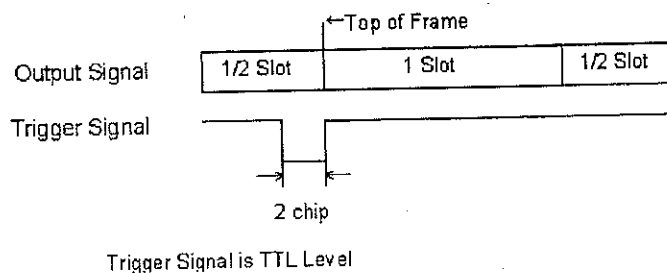 ←Top of Frame
Output Signal 1/2 Slot 1 Slot 1/2 Slot
Trigger Signal
2 chip
Trigger Signal is TTL Level